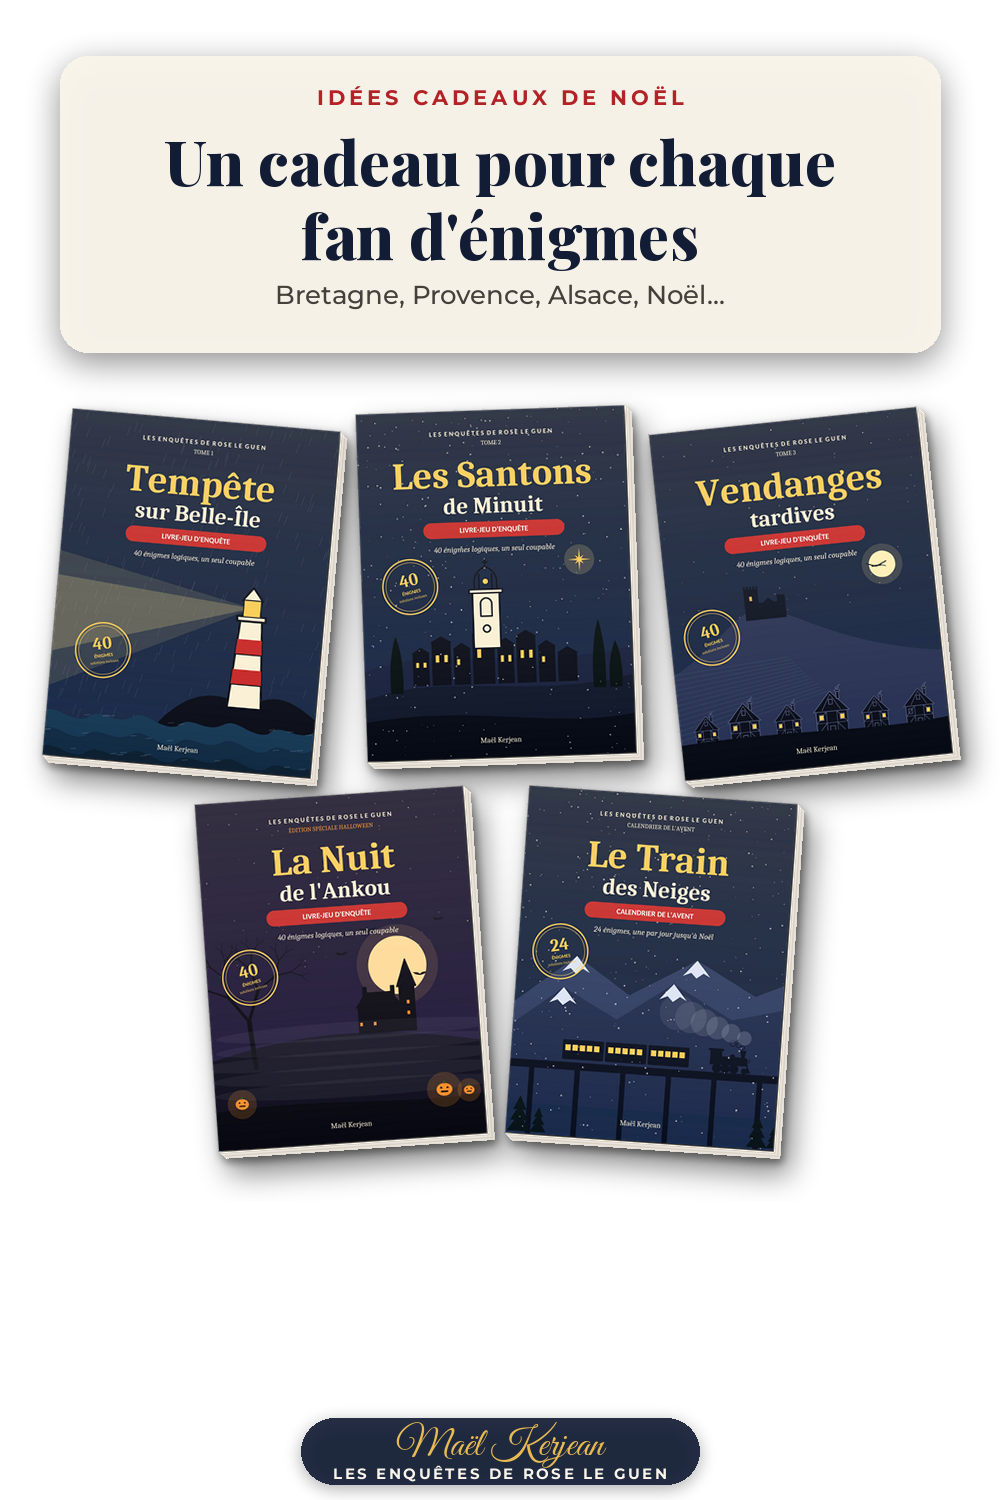 IDÉES CADEAUX DE NOËL
Un cadeau pour chaque
fan d'énigmes
Bretagne, Provence, Alsace, Noël...
LES ENQUÊTES DE ROSE LE GUEN
TOME 1
Tempête
sur Belle-Île
LIVRE-JEU D'ENQUÊTE
40 énigmes logiques, un seul coupable
40
ÉNIGMES
Maël Kerjean
LES ENQUÊTES DE ROSE LE GUEN
TOME 2
Les Santons
de Minuit
LIVRE-JEU D'ENQUÊTE
40 énigmes logiques, un seul coupable
40
ÉNIGMES
Maël Kerjean
LES ENQUÊTES DE ROSE LE GUEN
TOME 3
Vendanges
tardives
LIVRE-JEU D'ENQUÊTE
40 énigmes logiques, un seul coupable
40
ÉNIGMES
Maël Kerjean
LES ENQUÊTES DE ROSE LE GUEN
ÉDITION SPÉCIALE HALLOWEEN
La Nuit
de l'Ankou
LIVRE-JEU D'ENQUÊTE
40 énigmes logiques, un seul coupable
40
ÉNIGMES
Maël Kerjean
LES ENQUÊTES DE ROSE LE GUEN
CALENDRIER DE L'AVENT
Le Train
des Neiges
CALENDRIER DE L'AVENT
24 énigmes, une par jour jusqu'à Noël
24
ÉNIGMES
Maël Kerjean
Maël Kerjean
LES ENQUÊTES DE ROSE LE GUEN